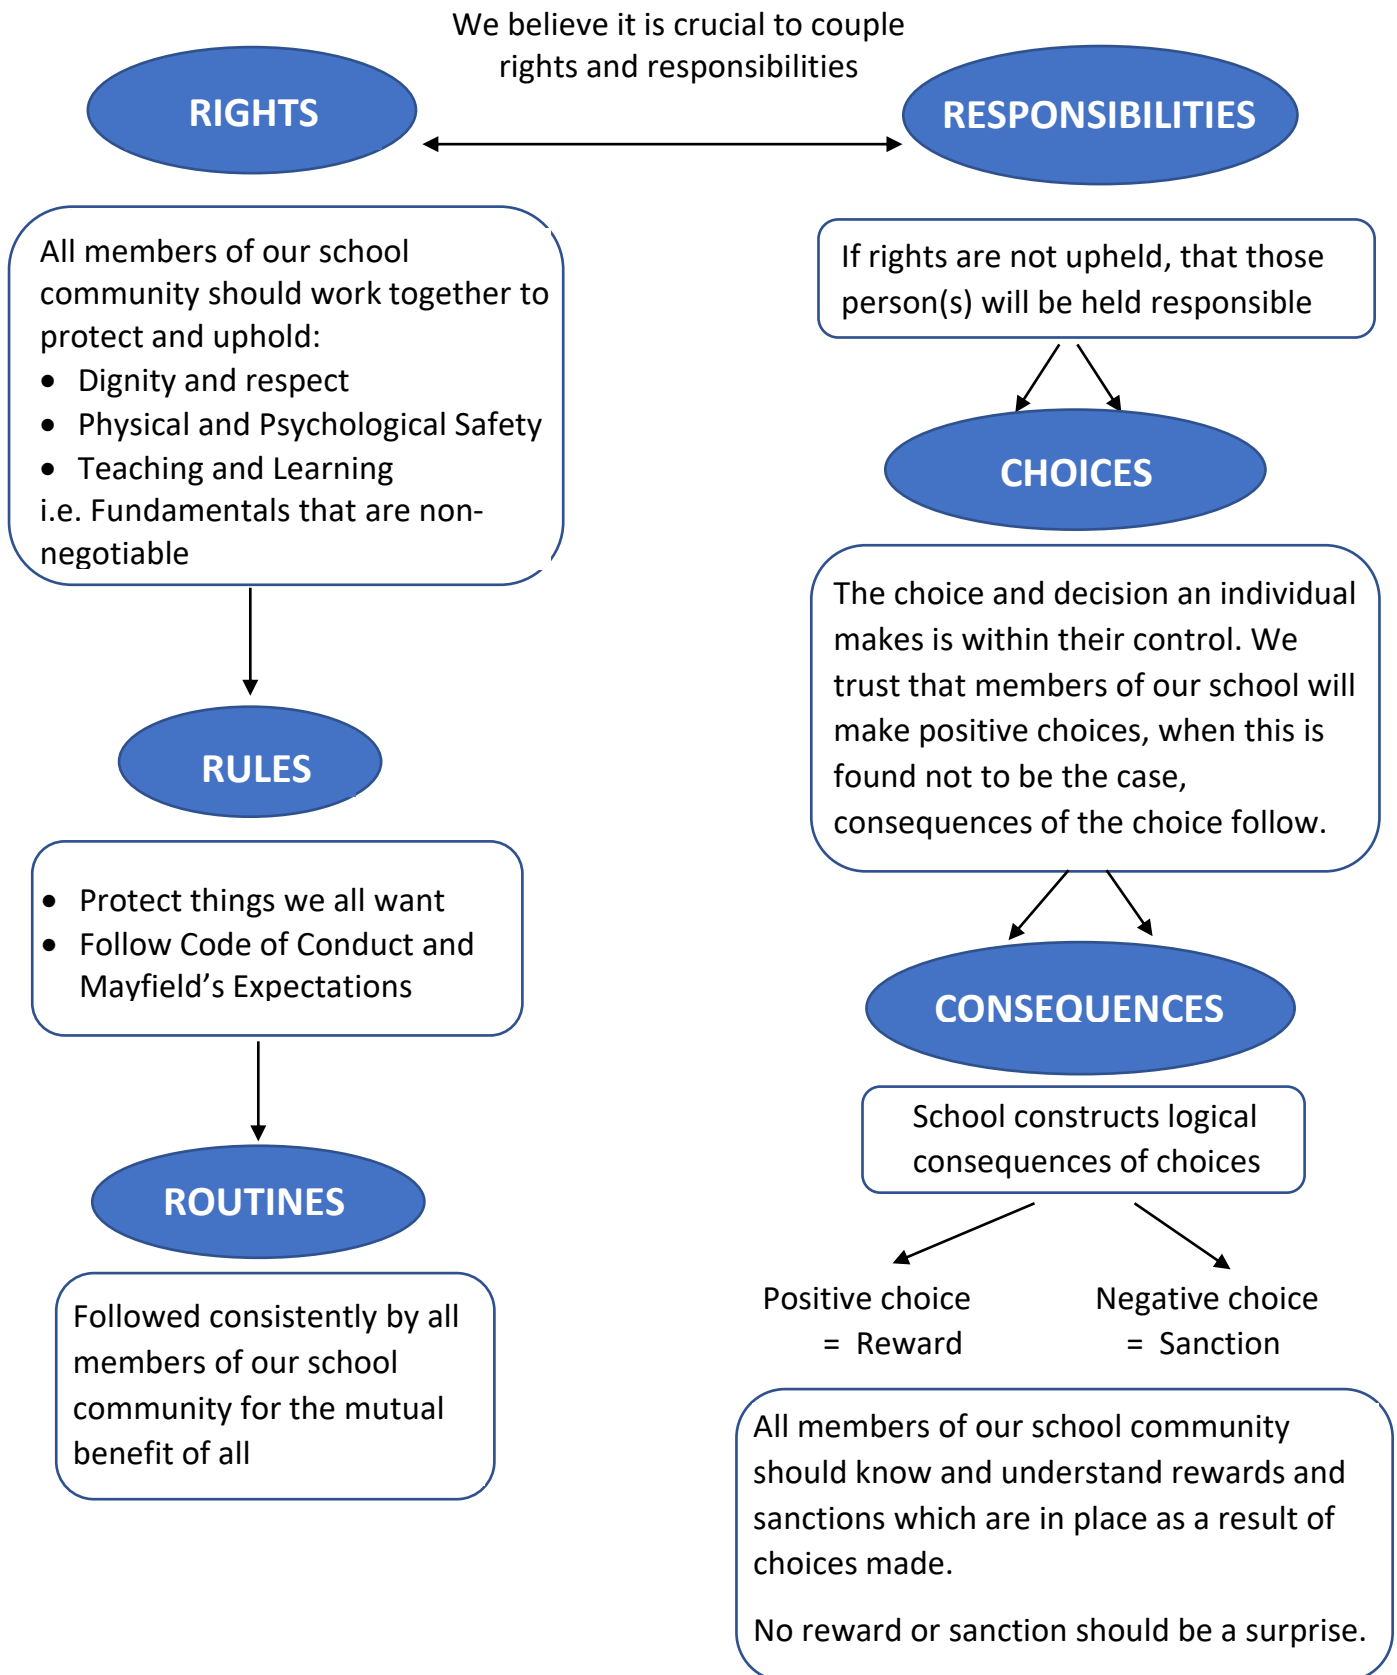 We believe it is crucial to couple
rights and responsibilities
RIGHTS
RESPONSIBILITIES
All members of our school
community should work together to
protect and uphold:
• Dignity and respect
• Physical and Psychological Safety
• Teaching and Learning
i.e. Fundamentals that are non-
negotiable
RULES
• Protect things we all want
• Follow Code of Conduct and
Mayfield’s Expectations
ROUTINES
Followed consistently by all
members of our school
community for the mutual
benefit of all
If rights are not upheld, that those
person(s) will be held responsible
CHOICES
The choice and decision an individual
makes is within their control. We
trust that members of our school will
make positive choices, when this is
found not to be the case,
consequences of the choice follow.
CONSEQUENCES
School constructs logical
consequences of choices
Positive choice
= Reward
Negative choice
= Sanction
All members of our school community
should know and understand rewards and
sanctions which are in place as a result of
choices made.
No reward or sanction should be a surprise.